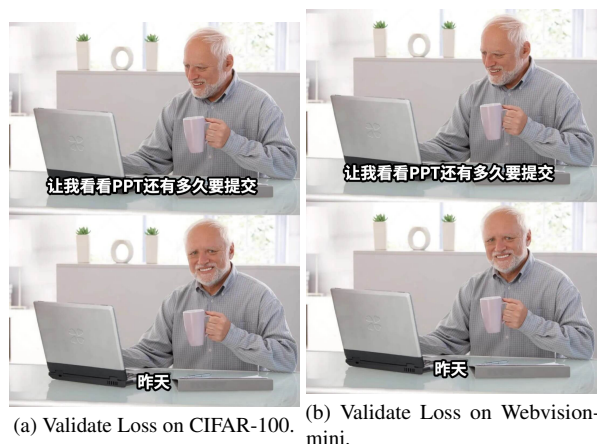 让我看看PPT还有多久要提交
昨天
(a) Validate Loss on CIFAR-100.
让我看看PPT还有多久要提交
昨天
(b) Validate Loss on Webvision-
mini.